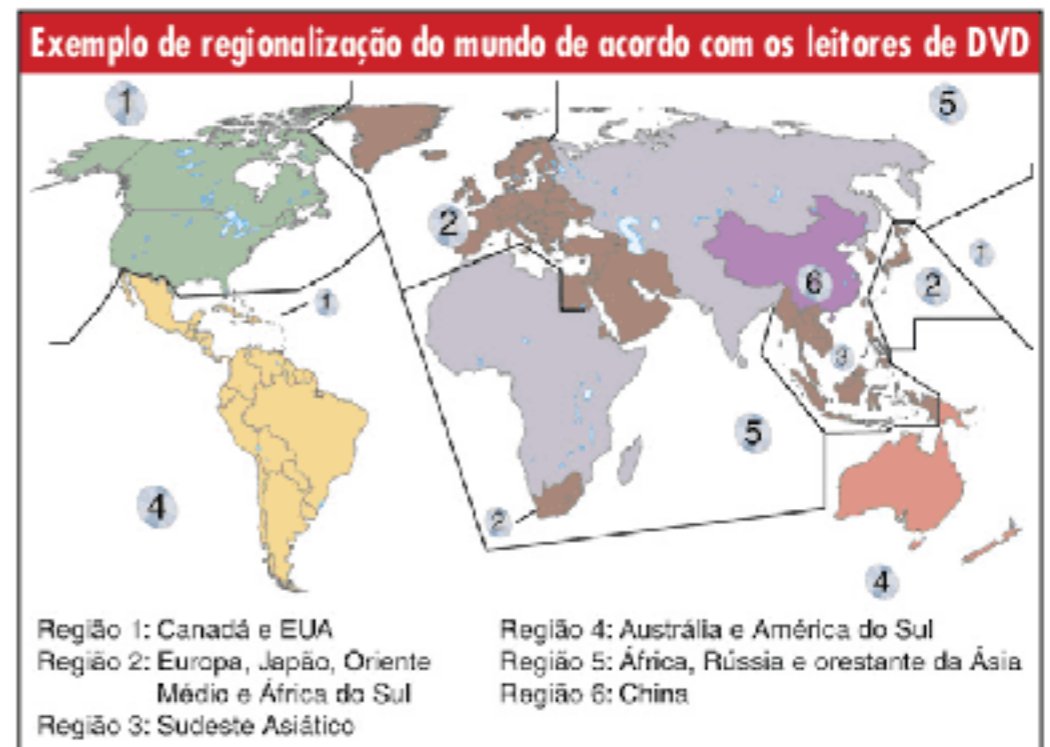 Exemplo de regionalização do mundo de acordo com os leitores de DVD
1
5
2
1
2
6
1
3
5
4
2
4
Região 1: Canadá e EUA
Região 2: Europa, Japão, Oriente
Médio e África do Sul
Região 3: Sudeste Asiático
Região 4: Austrália e América do Sul
Região 5: África, Rússia e orestante da Ásia
Região 6: China